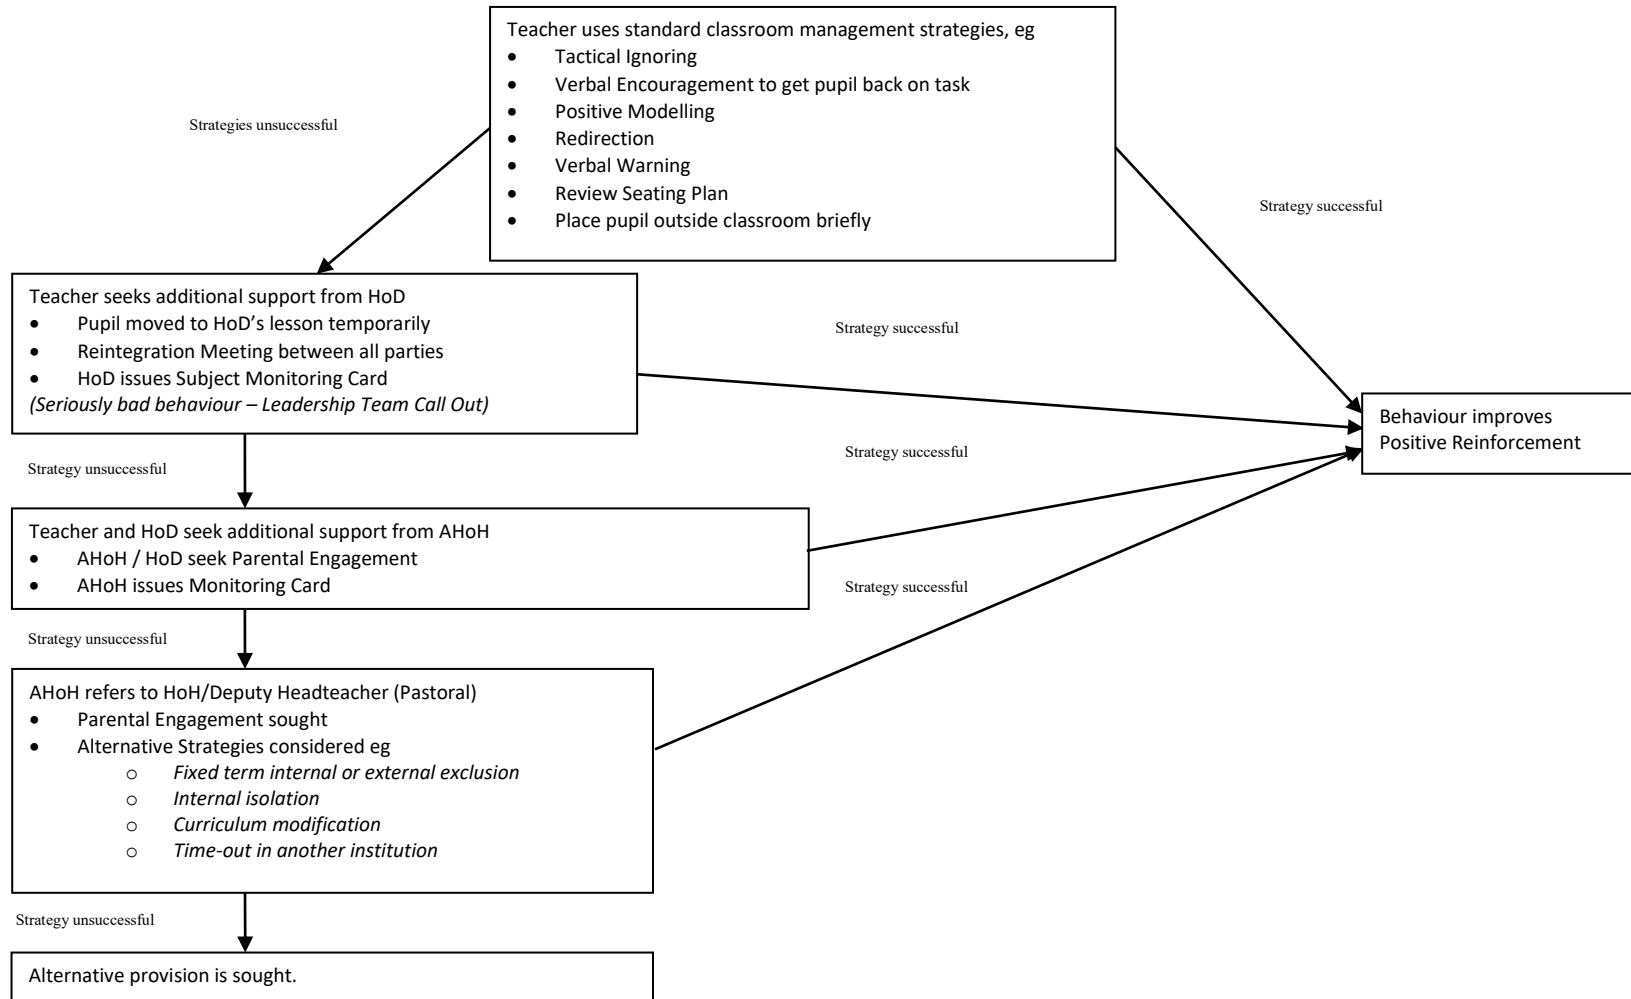 Teacher uses standard classroom management strategies, eg
• Tactical Ignoring
• Verbal Encouragement to get pupil back on task
• Positive Modelling
• Redirection
• Verbal Warning
• Review Seating Plan
• Place pupil outside classroom briefly
Strategies unsuccessful
Strategy successful
Teacher seeks additional support from HoD
• Pupil moved to HoD’s lesson temporarily
• Reintegration Meeting between all parties
• HoD issues Subject Monitoring Card
(Seriously bad behaviour – Leadership Team Call Out)
Strategy successful
Behaviour improves
Positive Reinforcement
Strategy unsuccessful
Strategy successful
Teacher and HoD seek additional support from AHoH
• AHoH / HoD seek Parental Engagement
• AHoH issues Monitoring Card
Strategy successful
Strategy unsuccessful
AHoH refers to HoH/Deputy Headteacher (Pastoral)
• Parental Engagement sought
• Alternative Strategies considered eg
o Fixed term internal or external exclusion
o Internal isolation
o Curriculum modification
o Time-out in another institution
Strategy unsuccessful
Alternative provision is sought.